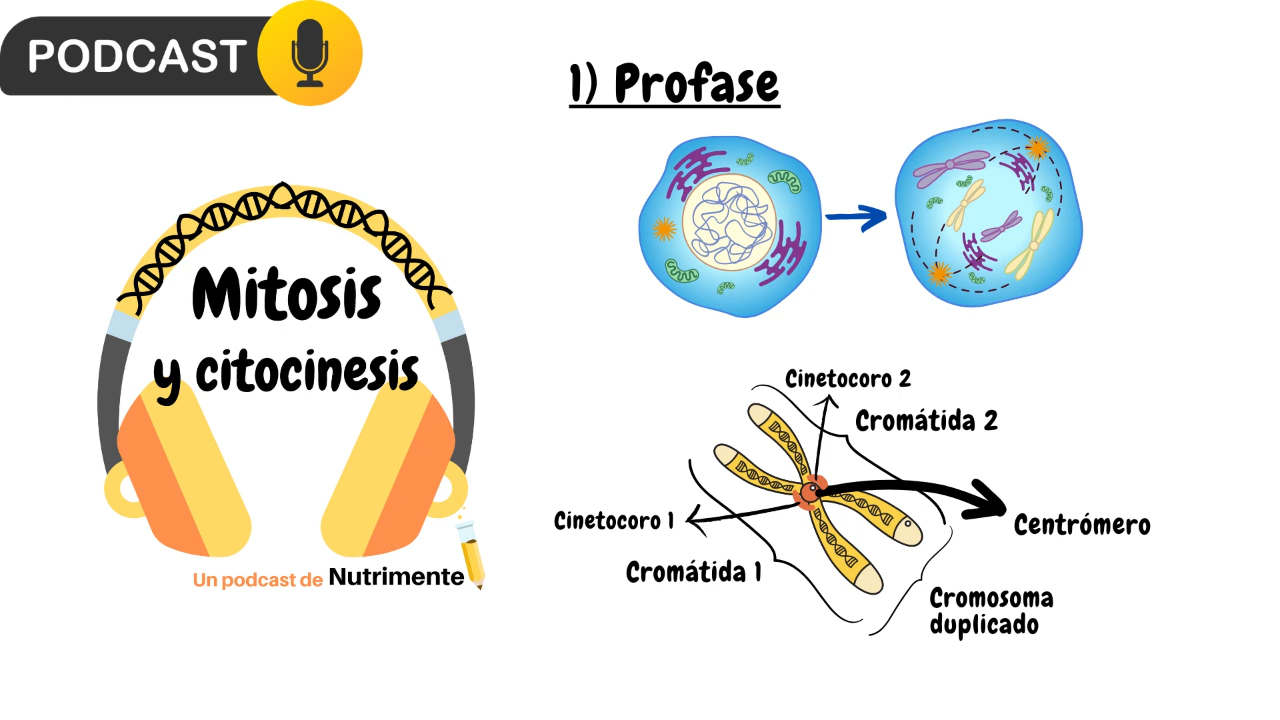 PODCAST
Mitosis
y citocinesis
Un podcast de Nutrimente
1) Profase
Cinetocoro 2
Cromátida 2
Cinetocoro 1
Centrómero
Cromátida 1
Cromosoma
duplicado